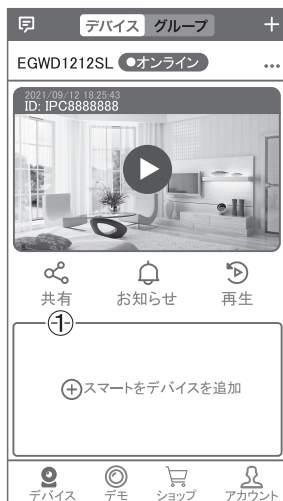 デバイス グループ +
EGWD1212SL ●オンライン ...
2021/09/12 18:25:43
ID: IPC8888888
共有 お知らせ 再生
①
スマートをデバイスを追加
デバイス デモ ショップ アカウント